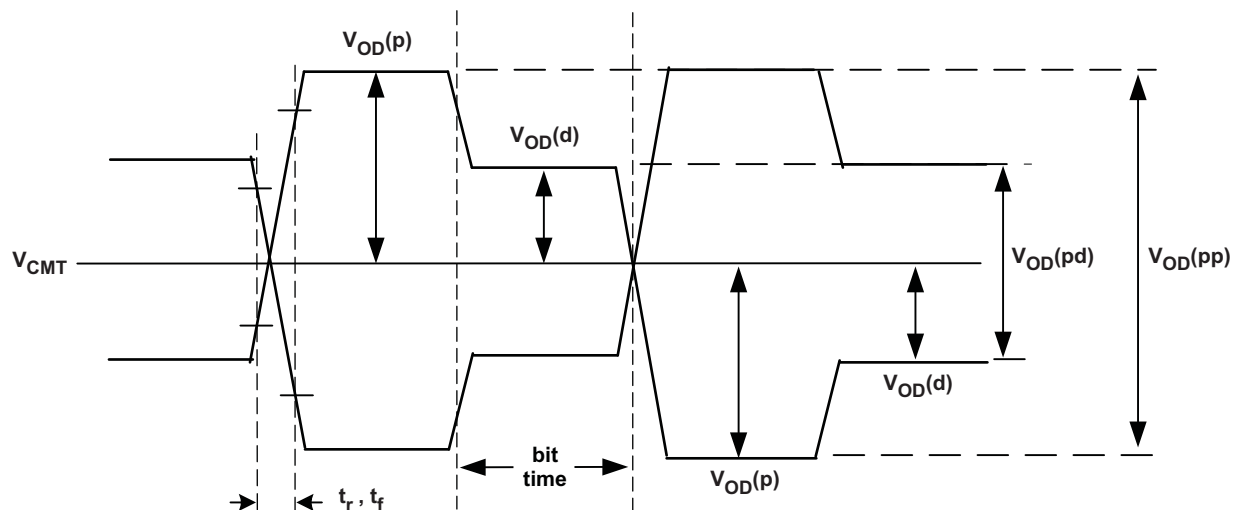 V_OD(p)
V_OD(d)
V_CMT
V_OD(pd)
V_OD(pp)
V_OD(d)
bit
time
V_OD(p)
t_r , t_f